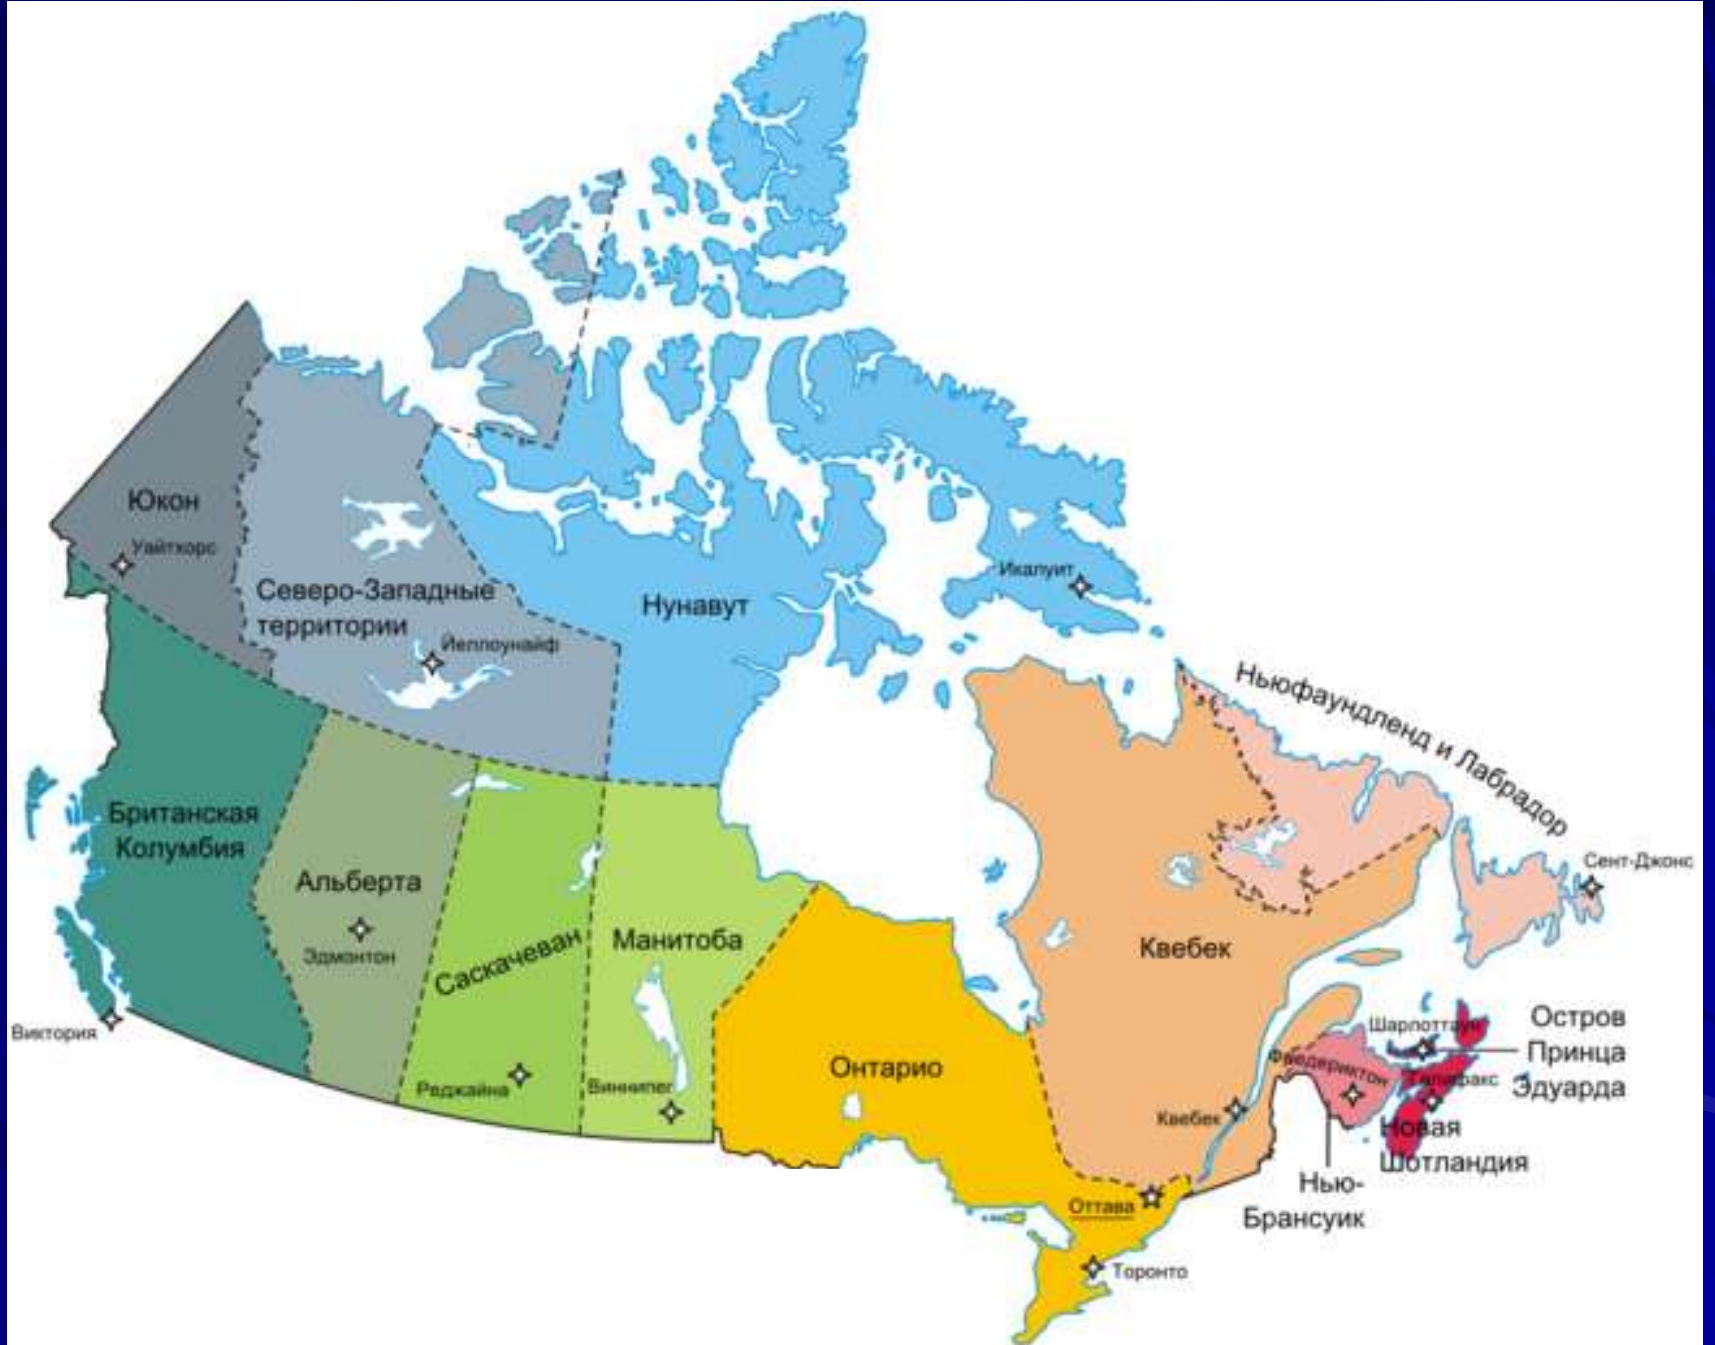 Юкон
Уайтхорс
Северо-Западные
территории
Йеллоунайф
Нунавут
Икалуит
Ньюфаундленд и Лабрадор
Британская
Колумбия
Альберта
Эдмонтон
Саскачеван
Манитоба
Квебек
Сент-Джонс
Виктория
Реджайна
Виннипег
Онтарио
Шарлоттаун
Остров
Принца
Эдуарда
Фредериктон
Галифакс
Квебек
Новая
Шотландия
Нью-
Брансуик
Оттава
Торонто